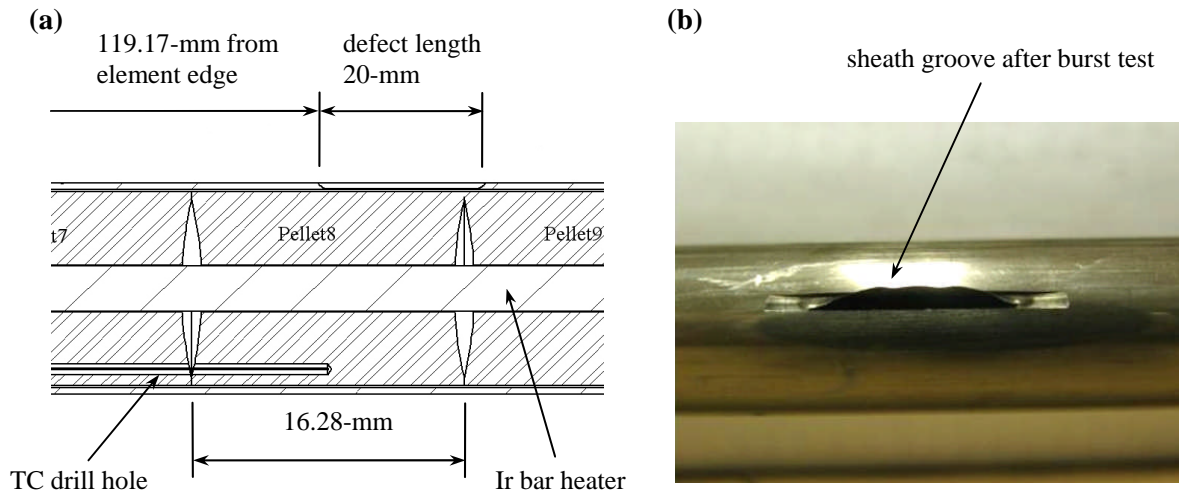 (a)
119.17-mm from
element edge
defect length
20-mm
t7
Pellet8
Pellet9
16.28-mm
TC drill hole
Ir bar heater
(b)
sheath groove after burst test